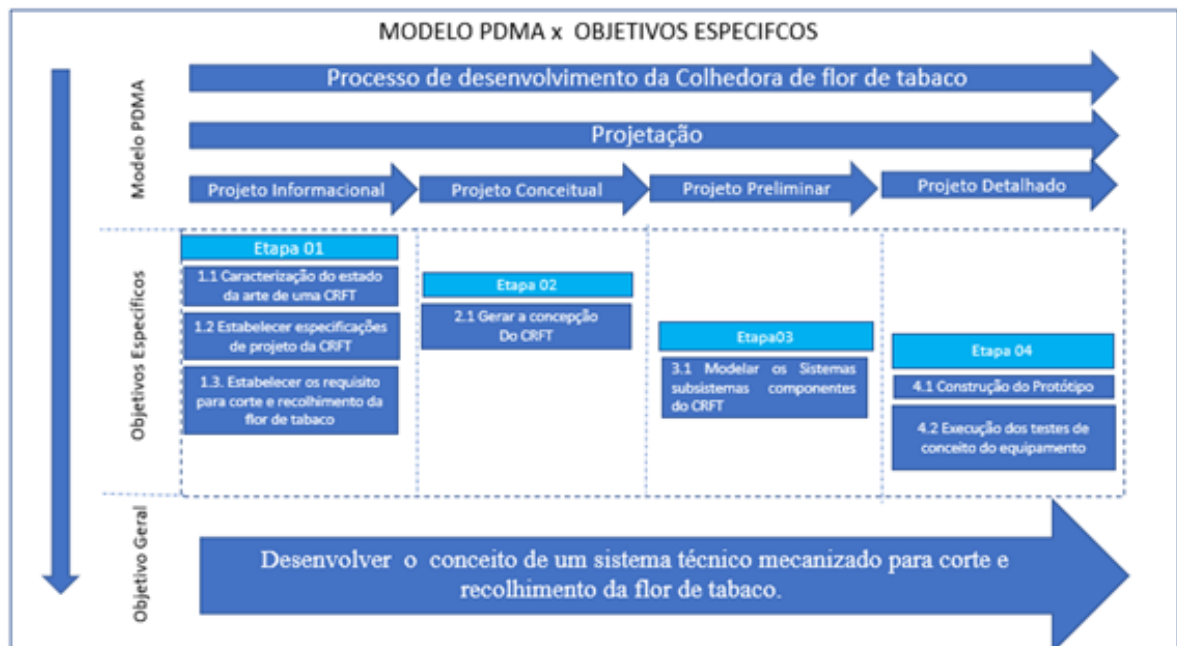 MODELO PDMA x OBJETIVOS ESPECIFCOS
Modelo PDMA
Processo de desenvolvimento da Colhedora de flor de tabaco
Projetação
Projeto Informacional
Projeto Conceitual
Projeto Preliminar
Projeto Detalhado
Objetivos Específicos
Etapa 01
1.1 Caracterização do estado
da arte de uma CRFT
1.2 Estabelecer especificações
de projeto da CRFT
1.3. Estabelecer os requisito
para corte e recolhimento da
flor de tabaco
Etapa 02
2.1 Gerar a concepção
Do CRFT
Etapa03
3.1 Modelar os Sistemas
subsistemas componentes
do CRFT
Etapa 04
4.1 Construção do Protótipo
4.2 Execução dos testes de
conceito do equipamento
Objetivo Geral
Desenvolver o conceito de um sistema técnico mecanizado para corte e
recolhimento da flor de tabaco.